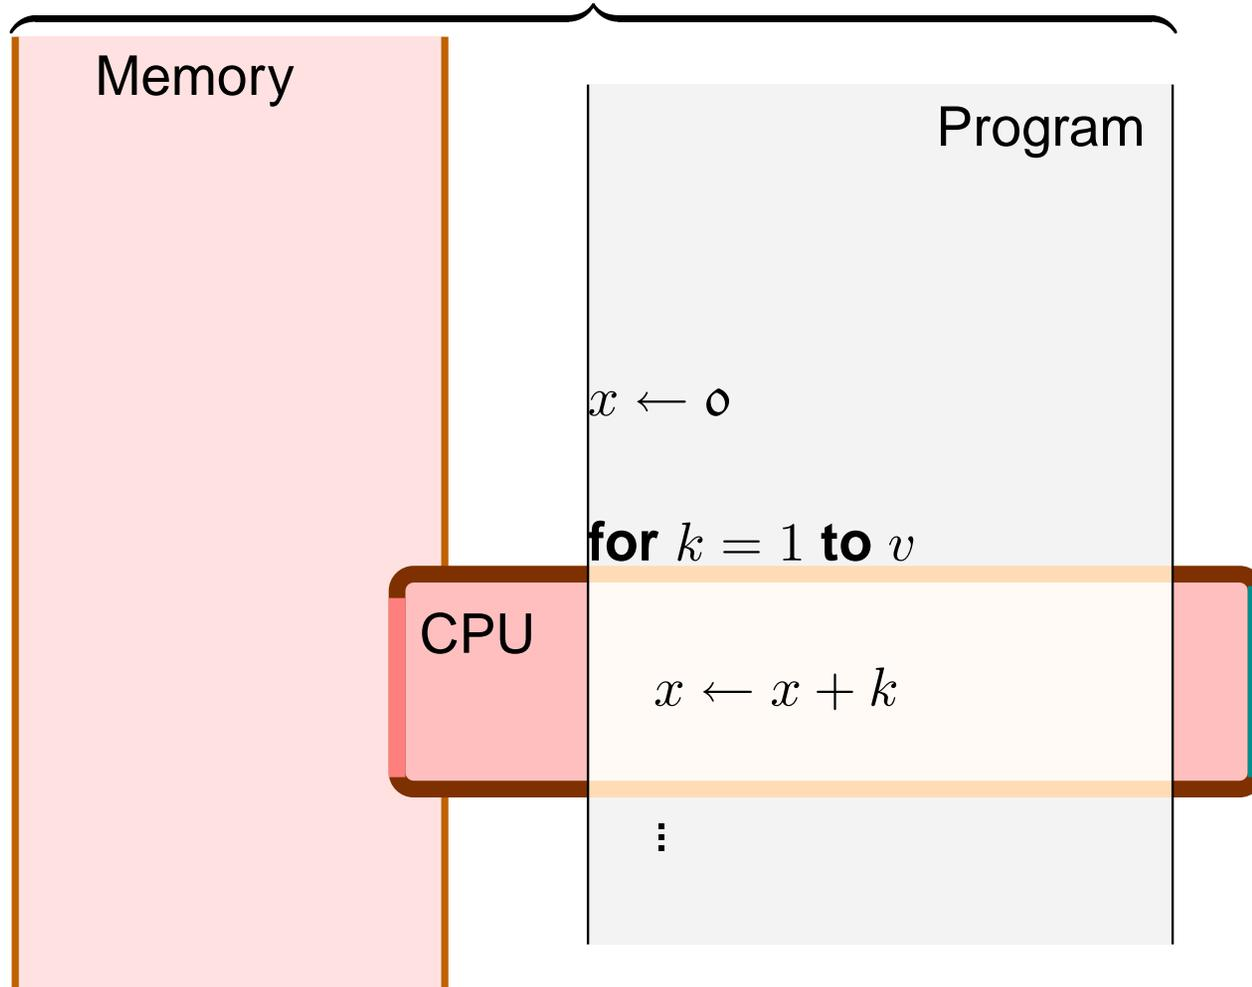 Memory
Program
x ← 0
for k = 1 to v
CPU
x ← x + k
⋮